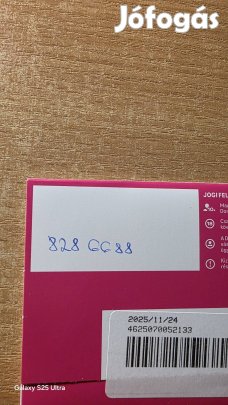 Jófogás
JOGI FEL
828 6688
2025/11/24
4625070052133
Galaxy S25 Ultra